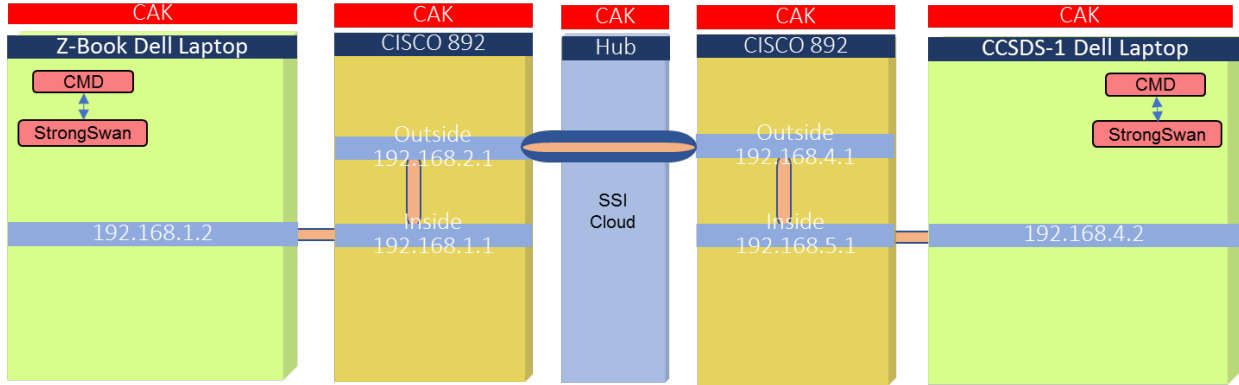 CAK
CAK
CAK
CAK
CAK
Z-Book Dell Laptop
CISCO 892
Hub
CISCO 892
CCSDS-1 Dell Laptop
CMD
StrongSwan
CMD
StrongSwan
Outside
192.168.2.1
Outside
192.168.4.1
SSI
Cloud
192.168.1.2
Inside
192.168.1.1
Inside
192.168.5.1
192.168.4.2